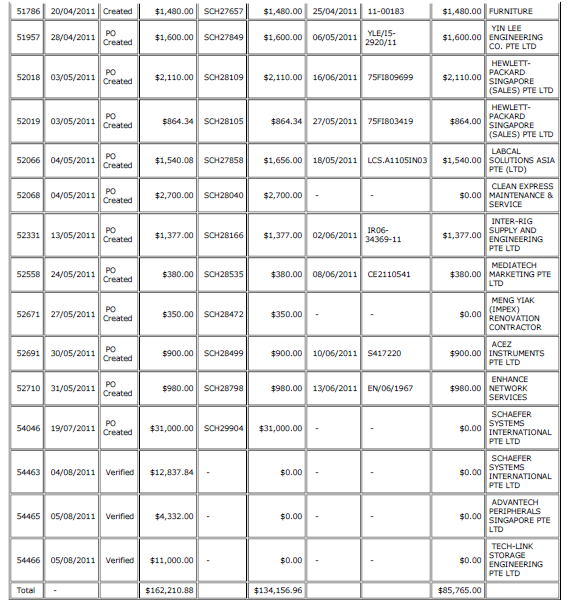 51786 20/04/2011 Created $1,480.00 SCH27657 $1,480.00 25/04/2011 11-00183 $1,480.00 FURNITURE
51957 28/04/2011 PO Created $1,600.00 SCH27849 $1,600.00 06/05/2011 YLE/I5-2920/11 $1,600.00 YIN LEE ENGINEERING CO. PTE LTD
52018 03/05/2011 PO Created $2,110.00 SCH28109 $2,110.00 16/06/2011 75FI809699 $2,110.00 HEWLETT-PACKARD SINGAPORE (SALES) PTE LTD
52019 03/05/2011 PO Created $864.34 SCH28105 $864.34 27/05/2011 75FI803419 $864.00 HEWLETT-PACKARD SINGAPORE (SALES) PTE LTD
52066 04/05/2011 PO Created $1,540.08 SCH27858 $1,656.00 18/05/2011 LCS.A1105IN03 $1,540.00 LABCAL SOLUTIONS ASIA PTE (LTD)
52068 04/05/2011 PO Created $2,700.00 SCH28040 $2,700.00 - - $0.00 CLEAN EXPRESS MAINTENANCE & SERVICE
52331 13/05/2011 PO Created $1,377.00 SCH28166 $1,377.00 02/06/2011 IR06-34369-11 $1,377.00 INTER-RIG SUPPLY AND ENGINEERING PTE LTD
52558 24/05/2011 PO Created $380.00 SCH28535 $380.00 08/06/2011 CE2110541 $380.00 MEDIATECH MARKETING PTE LTD
52671 27/05/2011 PO Created $350.00 SCH28472 $350.00 - - $0.00 MENG YIAK (IMPEX) RENOVATION CONTRACTOR
52691 30/05/2011 PO Created $900.00 SCH28499 $900.00 10/06/2011 S417220 $900.00 ACEZ INSTRUMENTS PTE LTD
52710 31/05/2011 PO Created $980.00 SCH28798 $980.00 13/06/2011 EN/06/1967 $980.00 ENHANCE NETWORK SERVICES
54046 19/07/2011 PO Created $31,000.00 SCH29904 $31,000.00 - - $0.00 SCHAEFER SYSTEMS INTERNATIONAL PTE LTD
54463 04/08/2011 Verified $12,837.84 - $0.00 - $0.00 SCHAEFER SYSTEMS INTERNATIONAL PTE LTD
54465 05/08/2011 Verified $4,332.00 - $0.00 - $0.00 ADVANTECH PERIPHERALS SINGAPORE PTE LTD
54466 05/08/2011 Verified $11,000.00 - $0.00 - $0.00 TECH-LINK STORAGE ENGINEERING PTE LTD
Total - $162,210.88 $134,156.96 $85,765.00